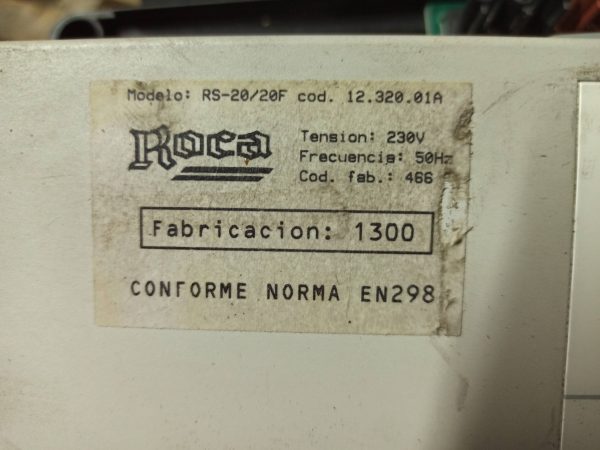 Modelo: RS-20/20F cod. 12.320.01A
Roca
Tension: 230V
Frecuencia: 50Hz
Cod. fab.: 466
Fabricacion: 1300
CONFORME NORMA EN298